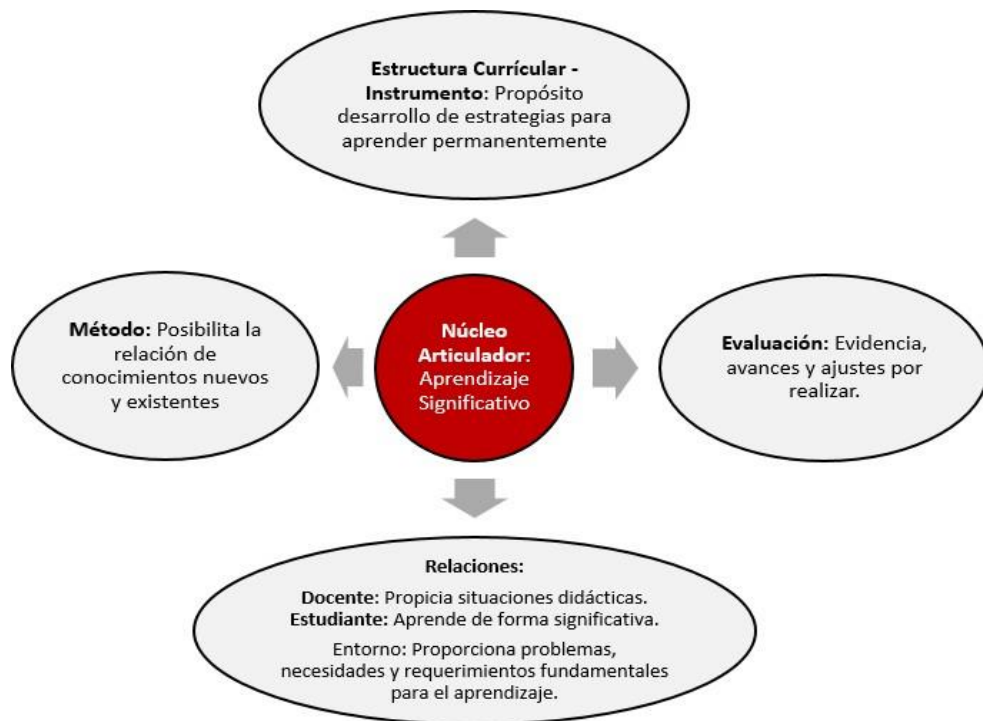 Estructura Currícular -
Instrumento: Propósito
desarrollo de estrategias para
aprender permanentemente
Método: Posibilita la
relación de
conocimientos nuevos
y existentes
Núcleo
Articulador:
Aprendizaje
Significativo
Evaluación: Evidencia,
avances y ajustes por
realizar.
Relaciones:
Docente: Propicia situaciones didácticas.
Estudiante: Aprende de forma significativa.
Entorno: Proporciona problemas,
necesidades y requerimientos fundamentales
para el aprendizaje.